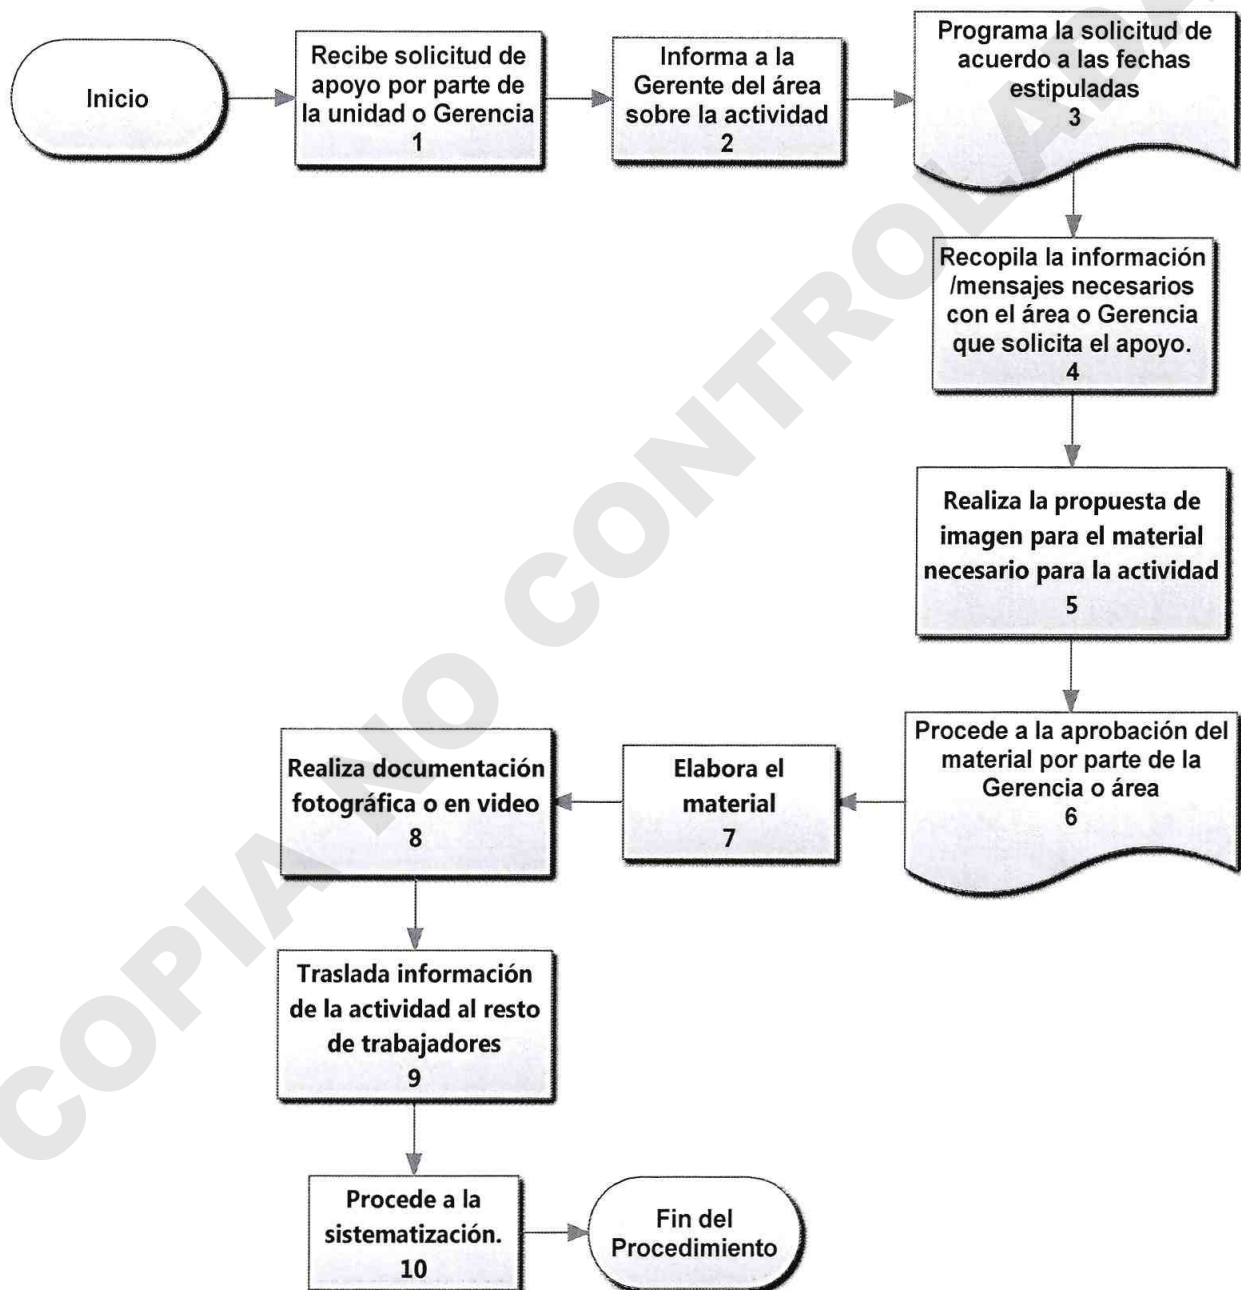 Inicio
Recibe solicitud de
apoyo por parte de
la unidad o Gerencia
1
Informa a la
Gerente del área
sobre la actividad
2
Programa la solicitud de
acuerdo a las fechas
estipuladas
3
Recopila la información
/mensajes necesarios
con el área o Gerencia
que solicita el apoyo.
4
Realiza la propuesta de
imagen para el material
necesario para la actividad
5
Procede a la aprobación del
material por parte de la
Gerencia o área
6
Elabora el
material
7
Realiza documentación
fotográfica o en video
8
Traslada información
de la actividad al resto
de trabajadores
9
Procede a la
sistematización.
10
Fin del
Procedimiento
COPIA NO CONTROLADA